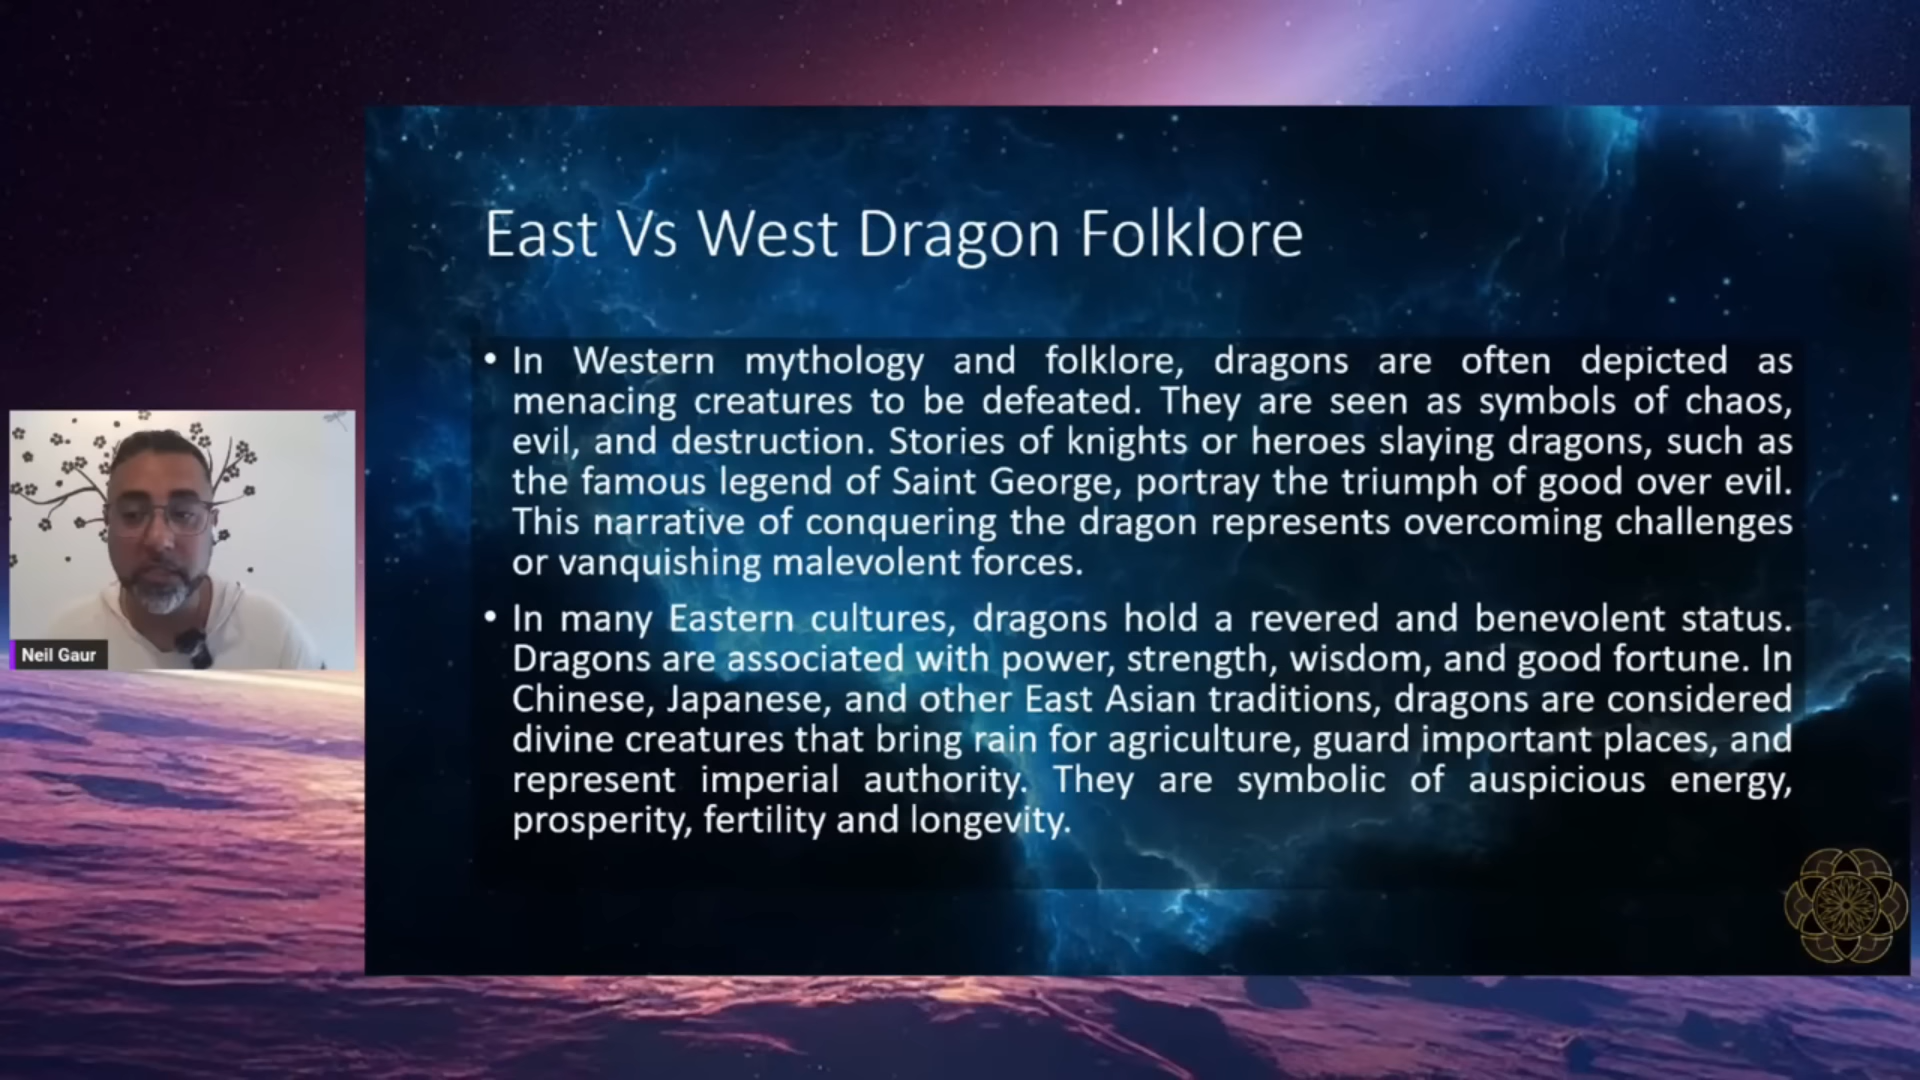 East Vs West Dragon Folklore
• In Western mythology and folklore, dragons are often depicted as
menacing creatures to be defeated. They are seen as symbols of chaos,
evil, and destruction. Stories of knights or heroes slaying dragons, such as
the famous legend of Saint George, portray the triumph of good over evil.
This narrative of conquering the dragon represents overcoming challenges
or vanquishing malevolent forces.
• In many Eastern cultures, dragons hold a revered and benevolent status.
Dragons are associated with power, strength, wisdom, and good fortune. In
Chinese, Japanese, and other East Asian traditions, dragons are considered
divine creatures that bring rain for agriculture, guard important places, and
represent imperial authority. They are symbolic of auspicious energy,
prosperity, fertility and longevity.
Neil Gaur